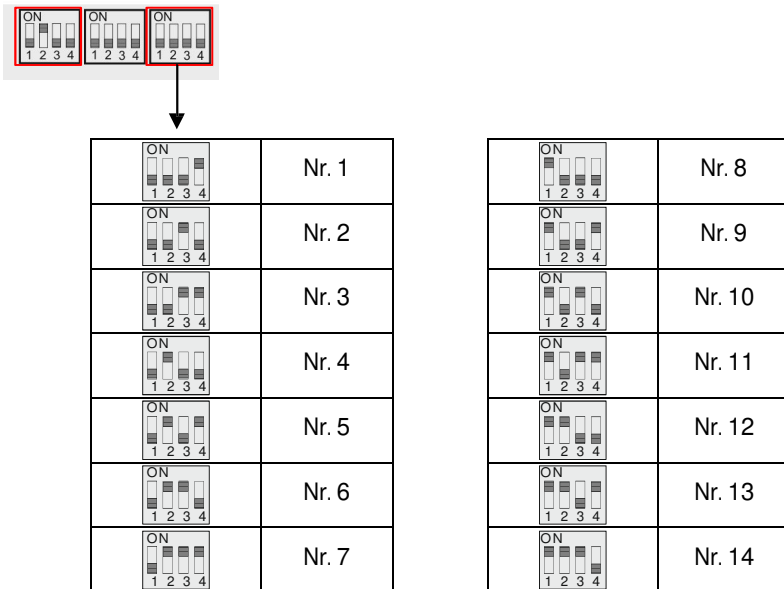 ON ON ON
1 2 3 4 1 2 3 4 1 2 3 4
ON
1 2 3 4
Nr. 1
ON
1 2 3 4
Nr. 2
ON
1 2 3 4
Nr. 3
ON
1 2 3 4
Nr. 4
ON
1 2 3 4
Nr. 5
ON
1 2 3 4
Nr. 6
ON
1 2 3 4
Nr. 7
ON
1 2 3 4
Nr. 8
ON
1 2 3 4
Nr. 9
ON
1 2 3 4
Nr. 10
ON
1 2 3 4
Nr. 11
ON
1 2 3 4
Nr. 12
ON
1 2 3 4
Nr. 13
ON
1 2 3 4
Nr. 14